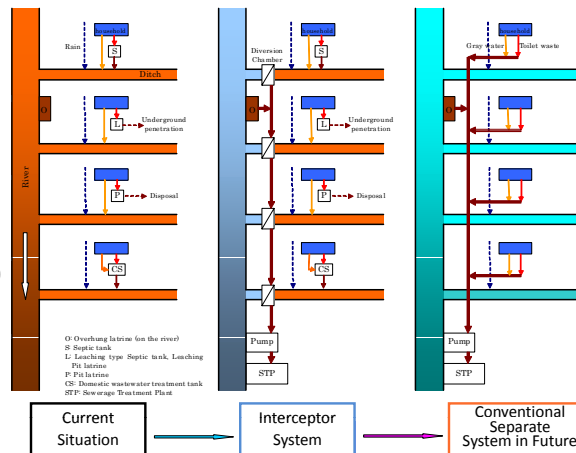 household
Rain
S
Ditch
O
L
Underground
penetration
River
P
Disposal
CS
O: Overhung latrine (on the river)
S: Septic tank
L: Leaching type Septic tank, Leaching
Pit latrine
P: Pit latrine
CS: Domestic wastewater treatment tank
STP: Sewerage Treatment Plant
household
Diversion
Chamber
S
O
L
Underground
penetration
P
Disposal
CS
Pump
STP
household
Gray water
Toilet waste
O
Pump
STP
Current
Situation
Interceptor
System
Conventional
Separate
System in Future